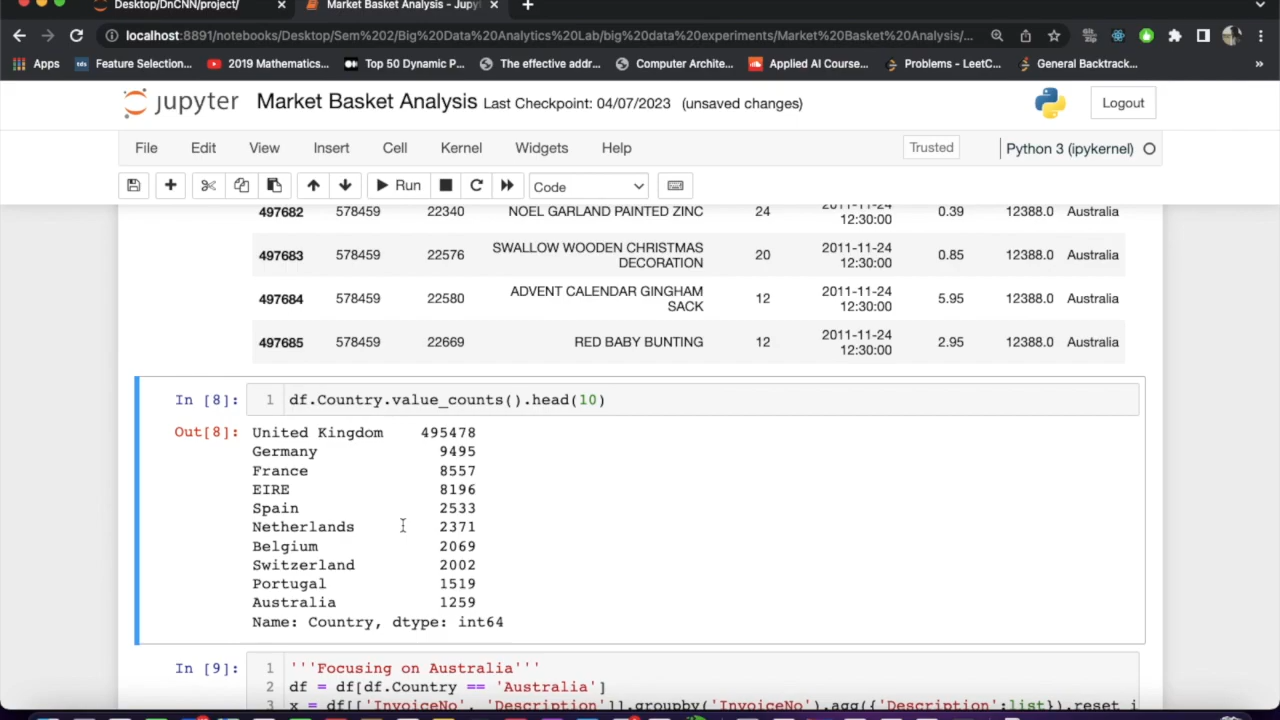 Desktop/DnCNN/project/
Market Basket Analysis - Jupyt
localhost:8891/notebooks/Desktop/Sem%202/Big%20Data%20Analytics%20Lab/big%20data%20experiments/Market%20Basket%20Analysis/...
Apps Feature Selection... 2019 Mathematics... Top 50 Dynamic P... The effective addr... Computer Archite... Applied AI Course... Problems - LeetC... General Backtrack... »
jupyter Market Basket Analysis Last Checkpoint: 04/07/2023 (unsaved changes) Logout
File Edit View Insert Cell Kernel Widgets Help Trusted Python 3 (ipykernel)
Run Code
497682 578459 22340 NOEL GARLAND PAINTED ZINC 24 2011-11-24 12:30:00 0.39 12388.0 Australia
497683 578459 22576 SWALLOW WOODEN CHRISTMAS DECORATION 20 2011-11-24 12:30:00 0.85 12388.0 Australia
497684 578459 22580 ADVENT CALENDAR GINGHAM SACK 12 2011-11-24 12:30:00 5.95 12388.0 Australia
497685 578459 22669 RED BABY BUNTING 12 2011-11-24 12:30:00 2.95 12388.0 Australia
In [8]: 1 df.Country.value_counts().head(10)
Out[8]: United Kingdom 495478
Germany 9495
France 8557
EIRE 8196
Spain 2533
Netherlands 2371
Belgium 2069
Switzerland 2002
Portugal 1519
Australia 1259
Name: Country, dtype: int64
In [9]: 1 '''Focusing on Australia'''
2 df = df[df.Country == 'Australia']
3 x = df[['InvoiceNo', 'Description']].groupby('InvoiceNo').agg({'Description':list}).reset_i